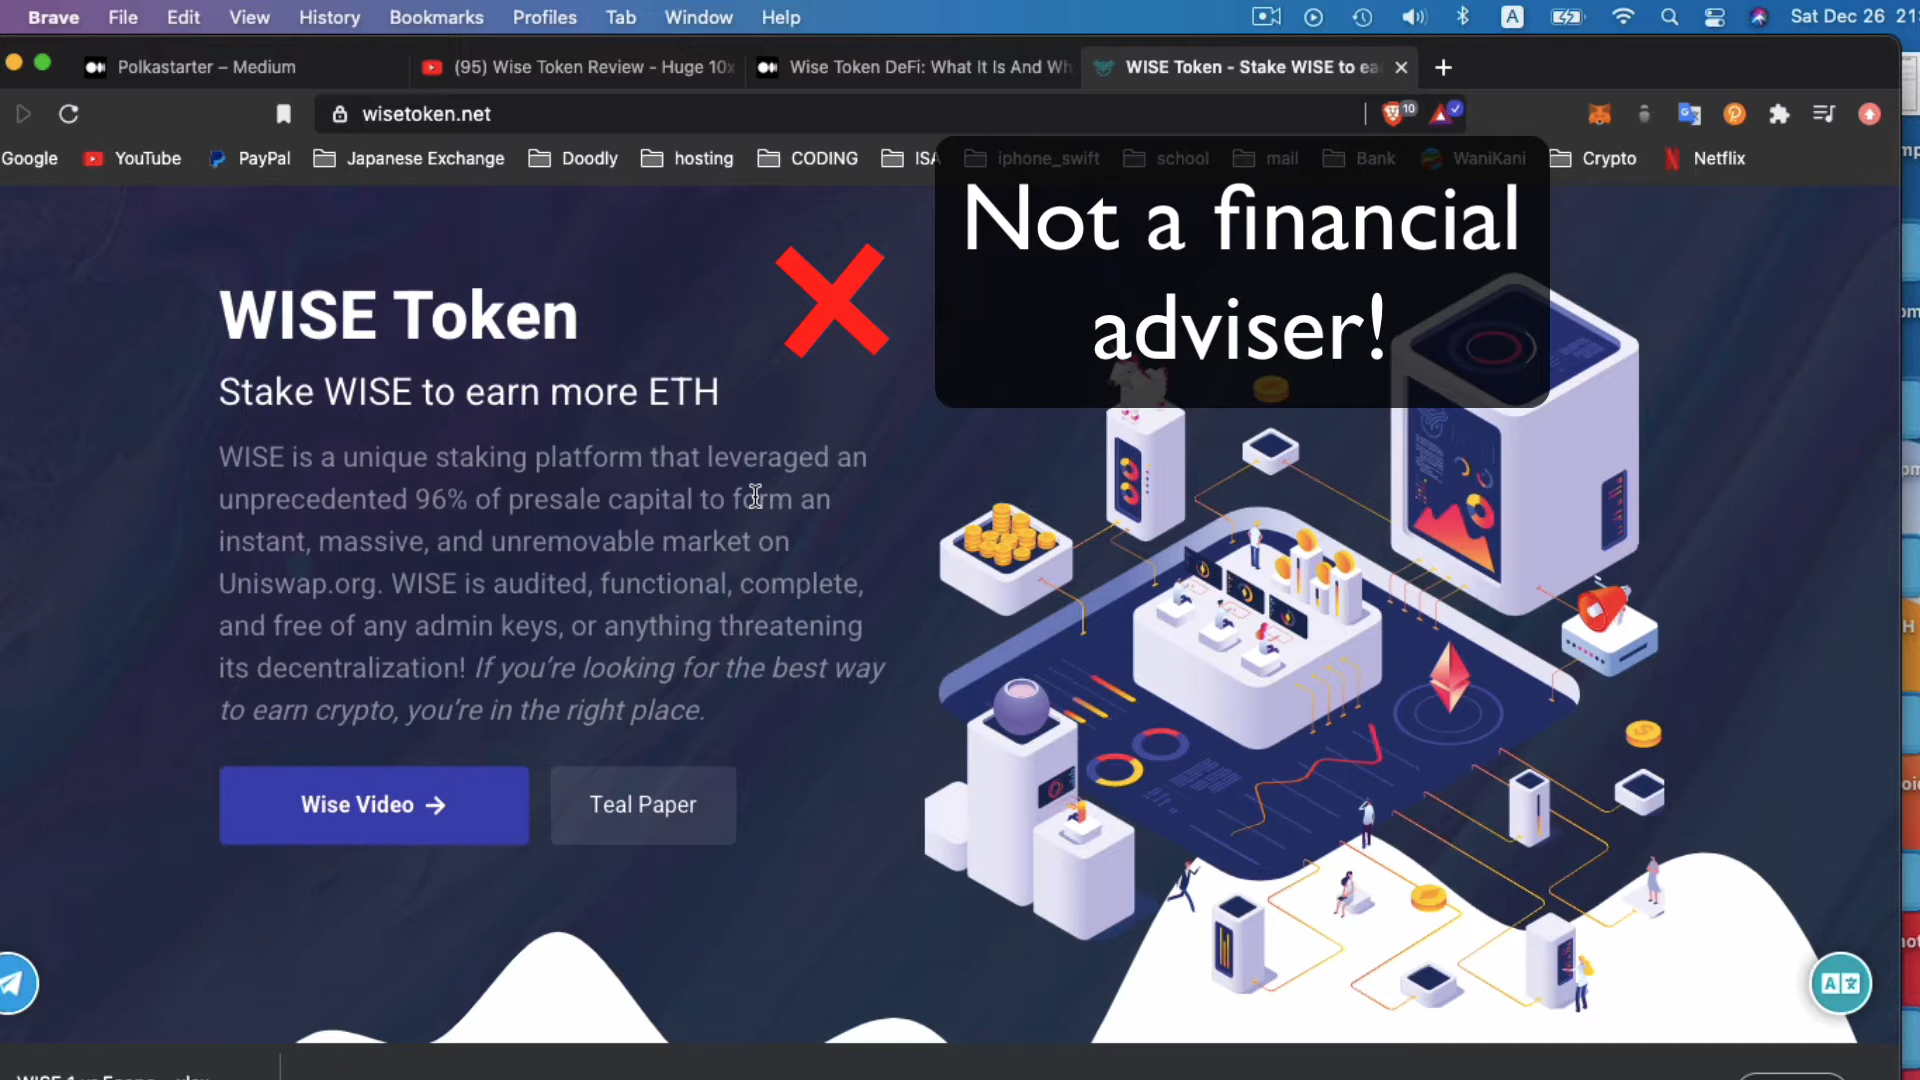 Brave File Edit View History Bookmarks Profiles Tab Window Help A Sat Dec 26 21
Polkastarter – Medium (95) Wise Token Review - Huge 10x Wise Token DeFi: What It Is And Wh WISE Token - Stake WISE to ea
wisetoken.net 10
Google YouTube PayPal Japanese Exchange Doodly hosting CODING ISA iphone_swift school mail Bank WaniKani Crypto Netflix
Not a financial
adviser!
WISE Token
Stake WISE to earn more ETH
WISE is a unique staking platform that leveraged an
unprecedented 96% of presale capital to form an
instant, massive, and unremovable market on
Uniswap.org. WISE is audited, functional, complete,
and free of any admin keys, or anything threatening
its decentralization! If you're looking for the best way
to earn crypto, you're in the right place.
Wise Video → Teal Paper